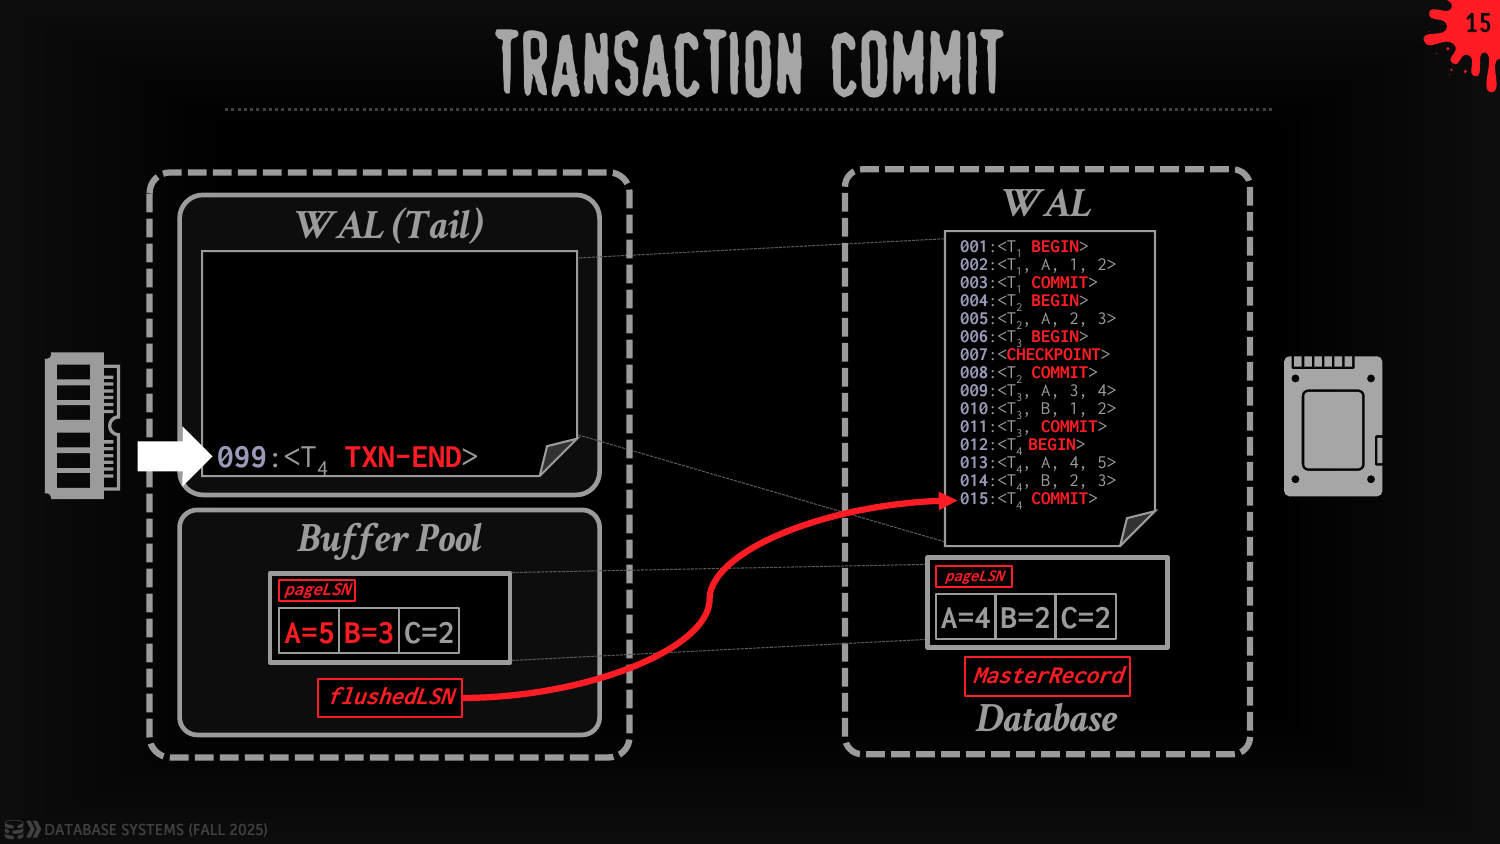 TRANSACTION COMMIT
15
WAL (Tail)
099:<T4 TXN-END>
Buffer Pool
pageLSN
A=5 B=3 C=2
flushedLSN
WAL
001:<T1 BEGIN>
002:<T1, A, 1, 2>
003:<T1 COMMIT>
004:<T2 BEGIN>
005:<T2, A, 2, 3>
006:<T3 BEGIN>
007:<CHECKPOINT>
008:<T2 COMMIT>
009:<T3, A, 3, 4>
010:<T3, B, 1, 2>
011:<T3, COMMIT>
012:<T4 BEGIN>
013:<T4, A, 4, 5>
014:<T4, B, 2, 3>
015:<T4 COMMIT>
pageLSN
A=4 B=2 C=2
MasterRecord
Database
DATABASE SYSTEMS (FALL 2025)